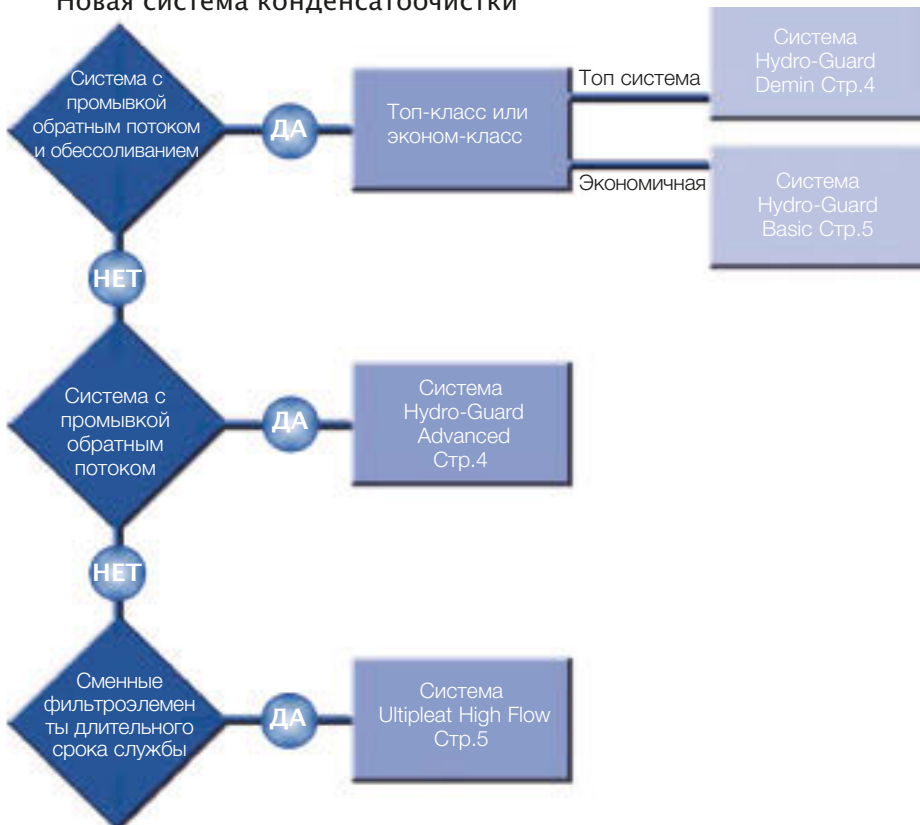 Новая система конденсатоочистки
Система с
промывкой
обратным потоком
и обессоливанием
ДА
Топ-класс или
эконом-класс
Топ система
Система
Hydro-Guard
Demin Стр.4
Экономичная
Система
Hydro-Guard
Basic Стр.5
НЕТ
Система с
промывкой
обратным
потоком
ДА
Система
Hydro-Guard
Advanced
Стр.4
НЕТ
Сменные
фильтроэлемен
ты длительного
срока службы
ДА
Система
Ultipleat High Flow
Стр.5